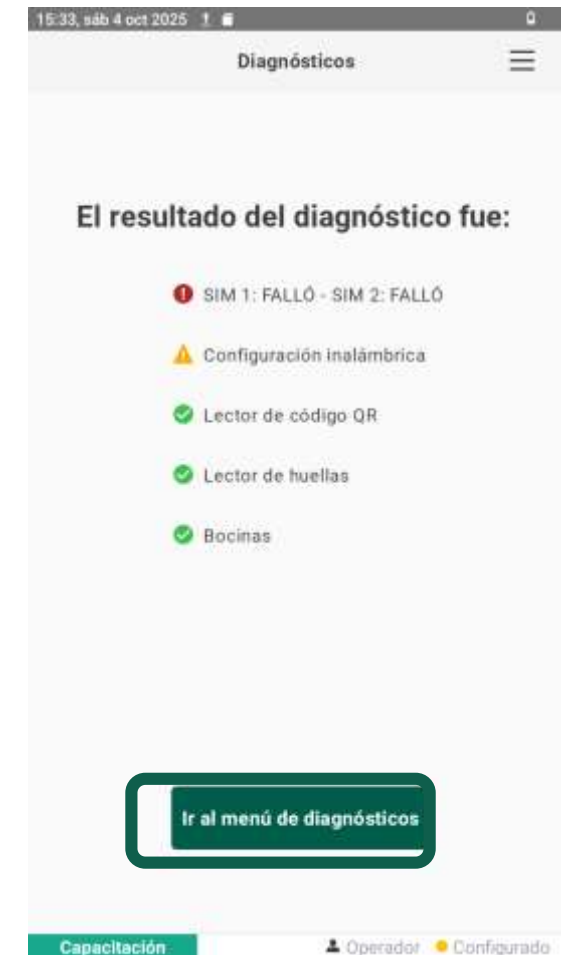 15:33, sáb 4 oct 2025
Diagnósticos
El resultado del diagnóstico fue:
SIM 1: FALLÓ - SIM 2: FALLÓ
Configuración inalámbrica
Lector de código QR
Lector de huellas
Bocinas
Ir al menú de diagnósticos
Capacitación
Operador
Configurado